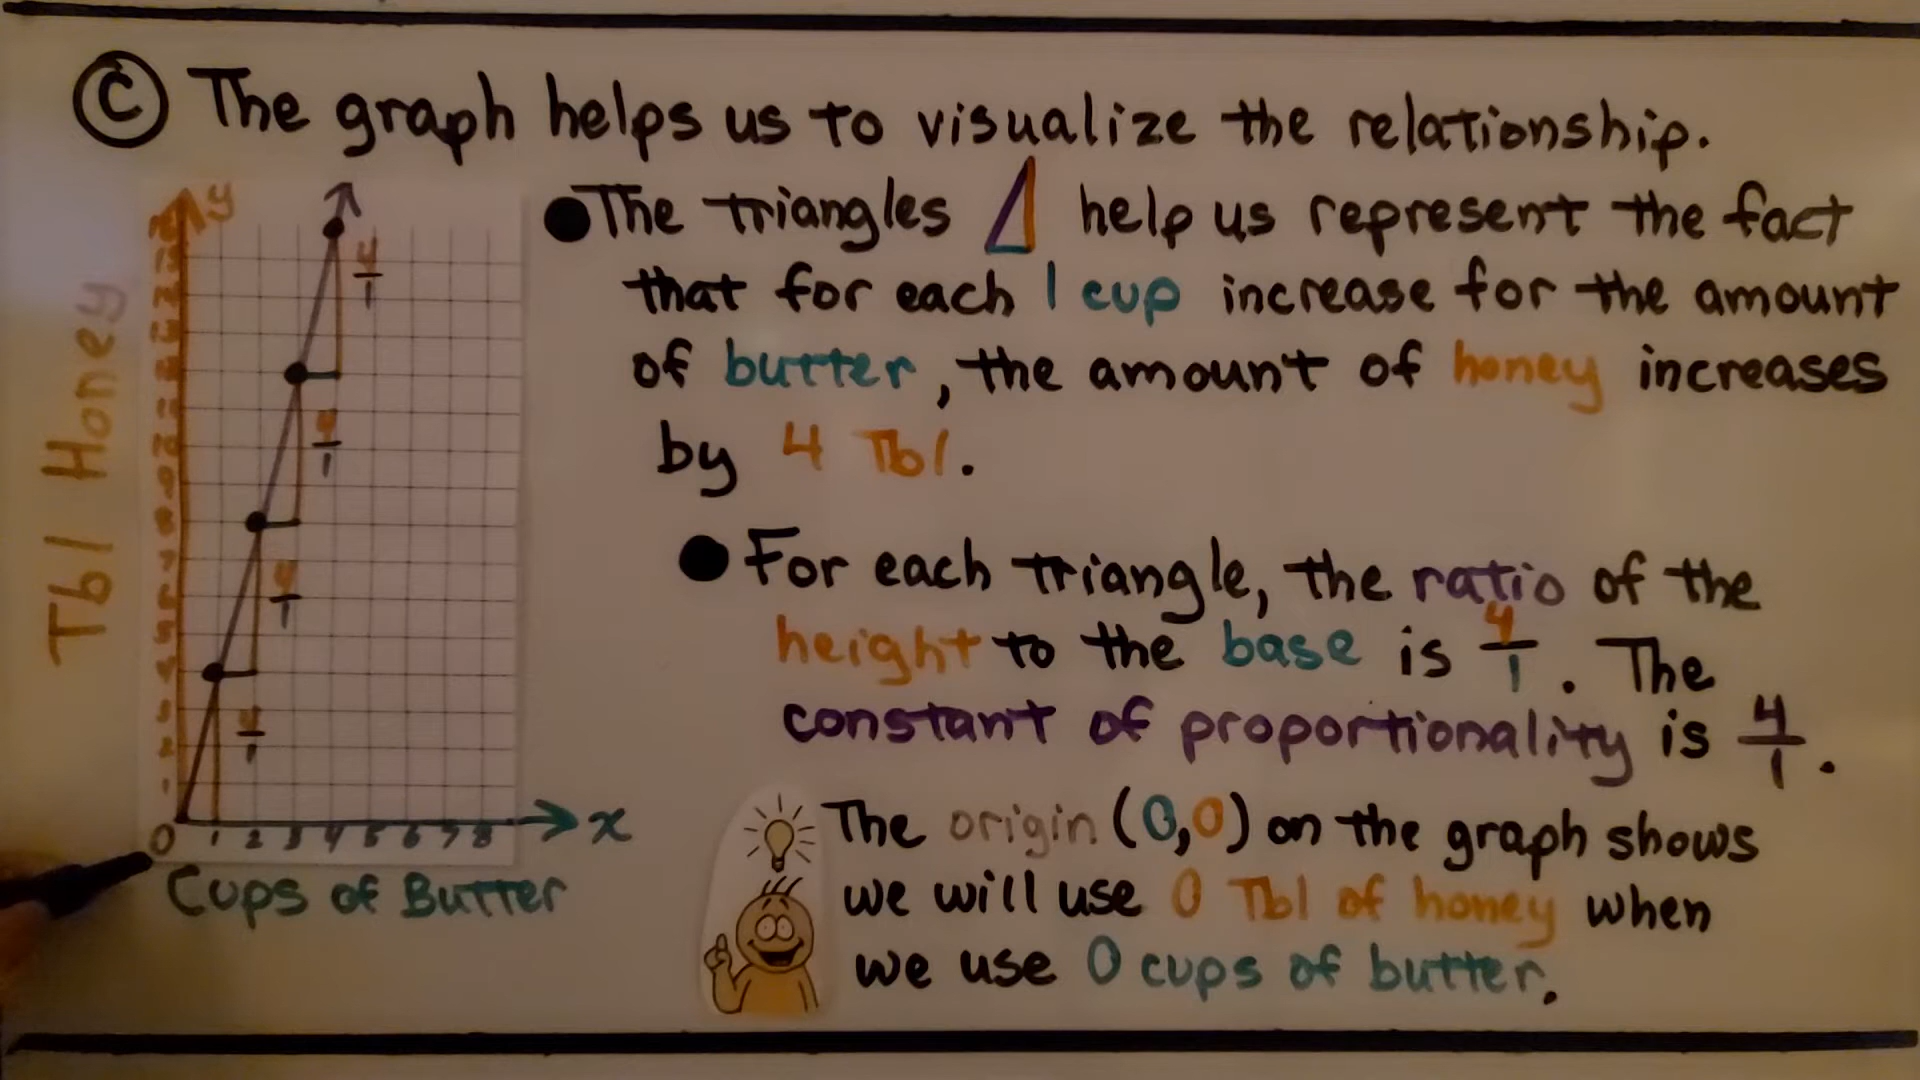 C The graph helps us to visualize the relationship.
The triangles help us represent the fact
that for each 1 cup increase for the amount
of butter, the amount of honey increases
by 4 Tbl.
For each triangle, the ratio of the
height to the base is 4/1. The
constant of proportionality is 4/1.
The origin (0,0) on the graph shows
we will use 0 Tbl of honey when
we use 0 cups of butter.
y
Tbl Honey
4/1
4/1
4/1
4/1
0 1 2 3 4 5 6 7 8 x
Cups of Butter